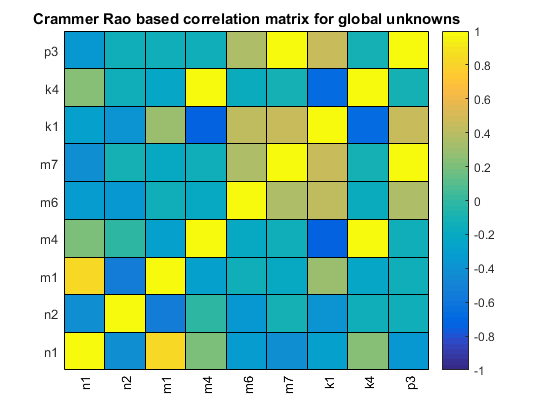 Crammer Rao based correlation matrix for global unknowns
p3
k4
k1
m7
m6
m4
m1
n2
n1
n1
n2
m1
m4
m6
m7
k1
k4
p3
1
0.8
0.6
0.4
0.2
0
-0.2
-0.4
-0.6
-0.8
-1